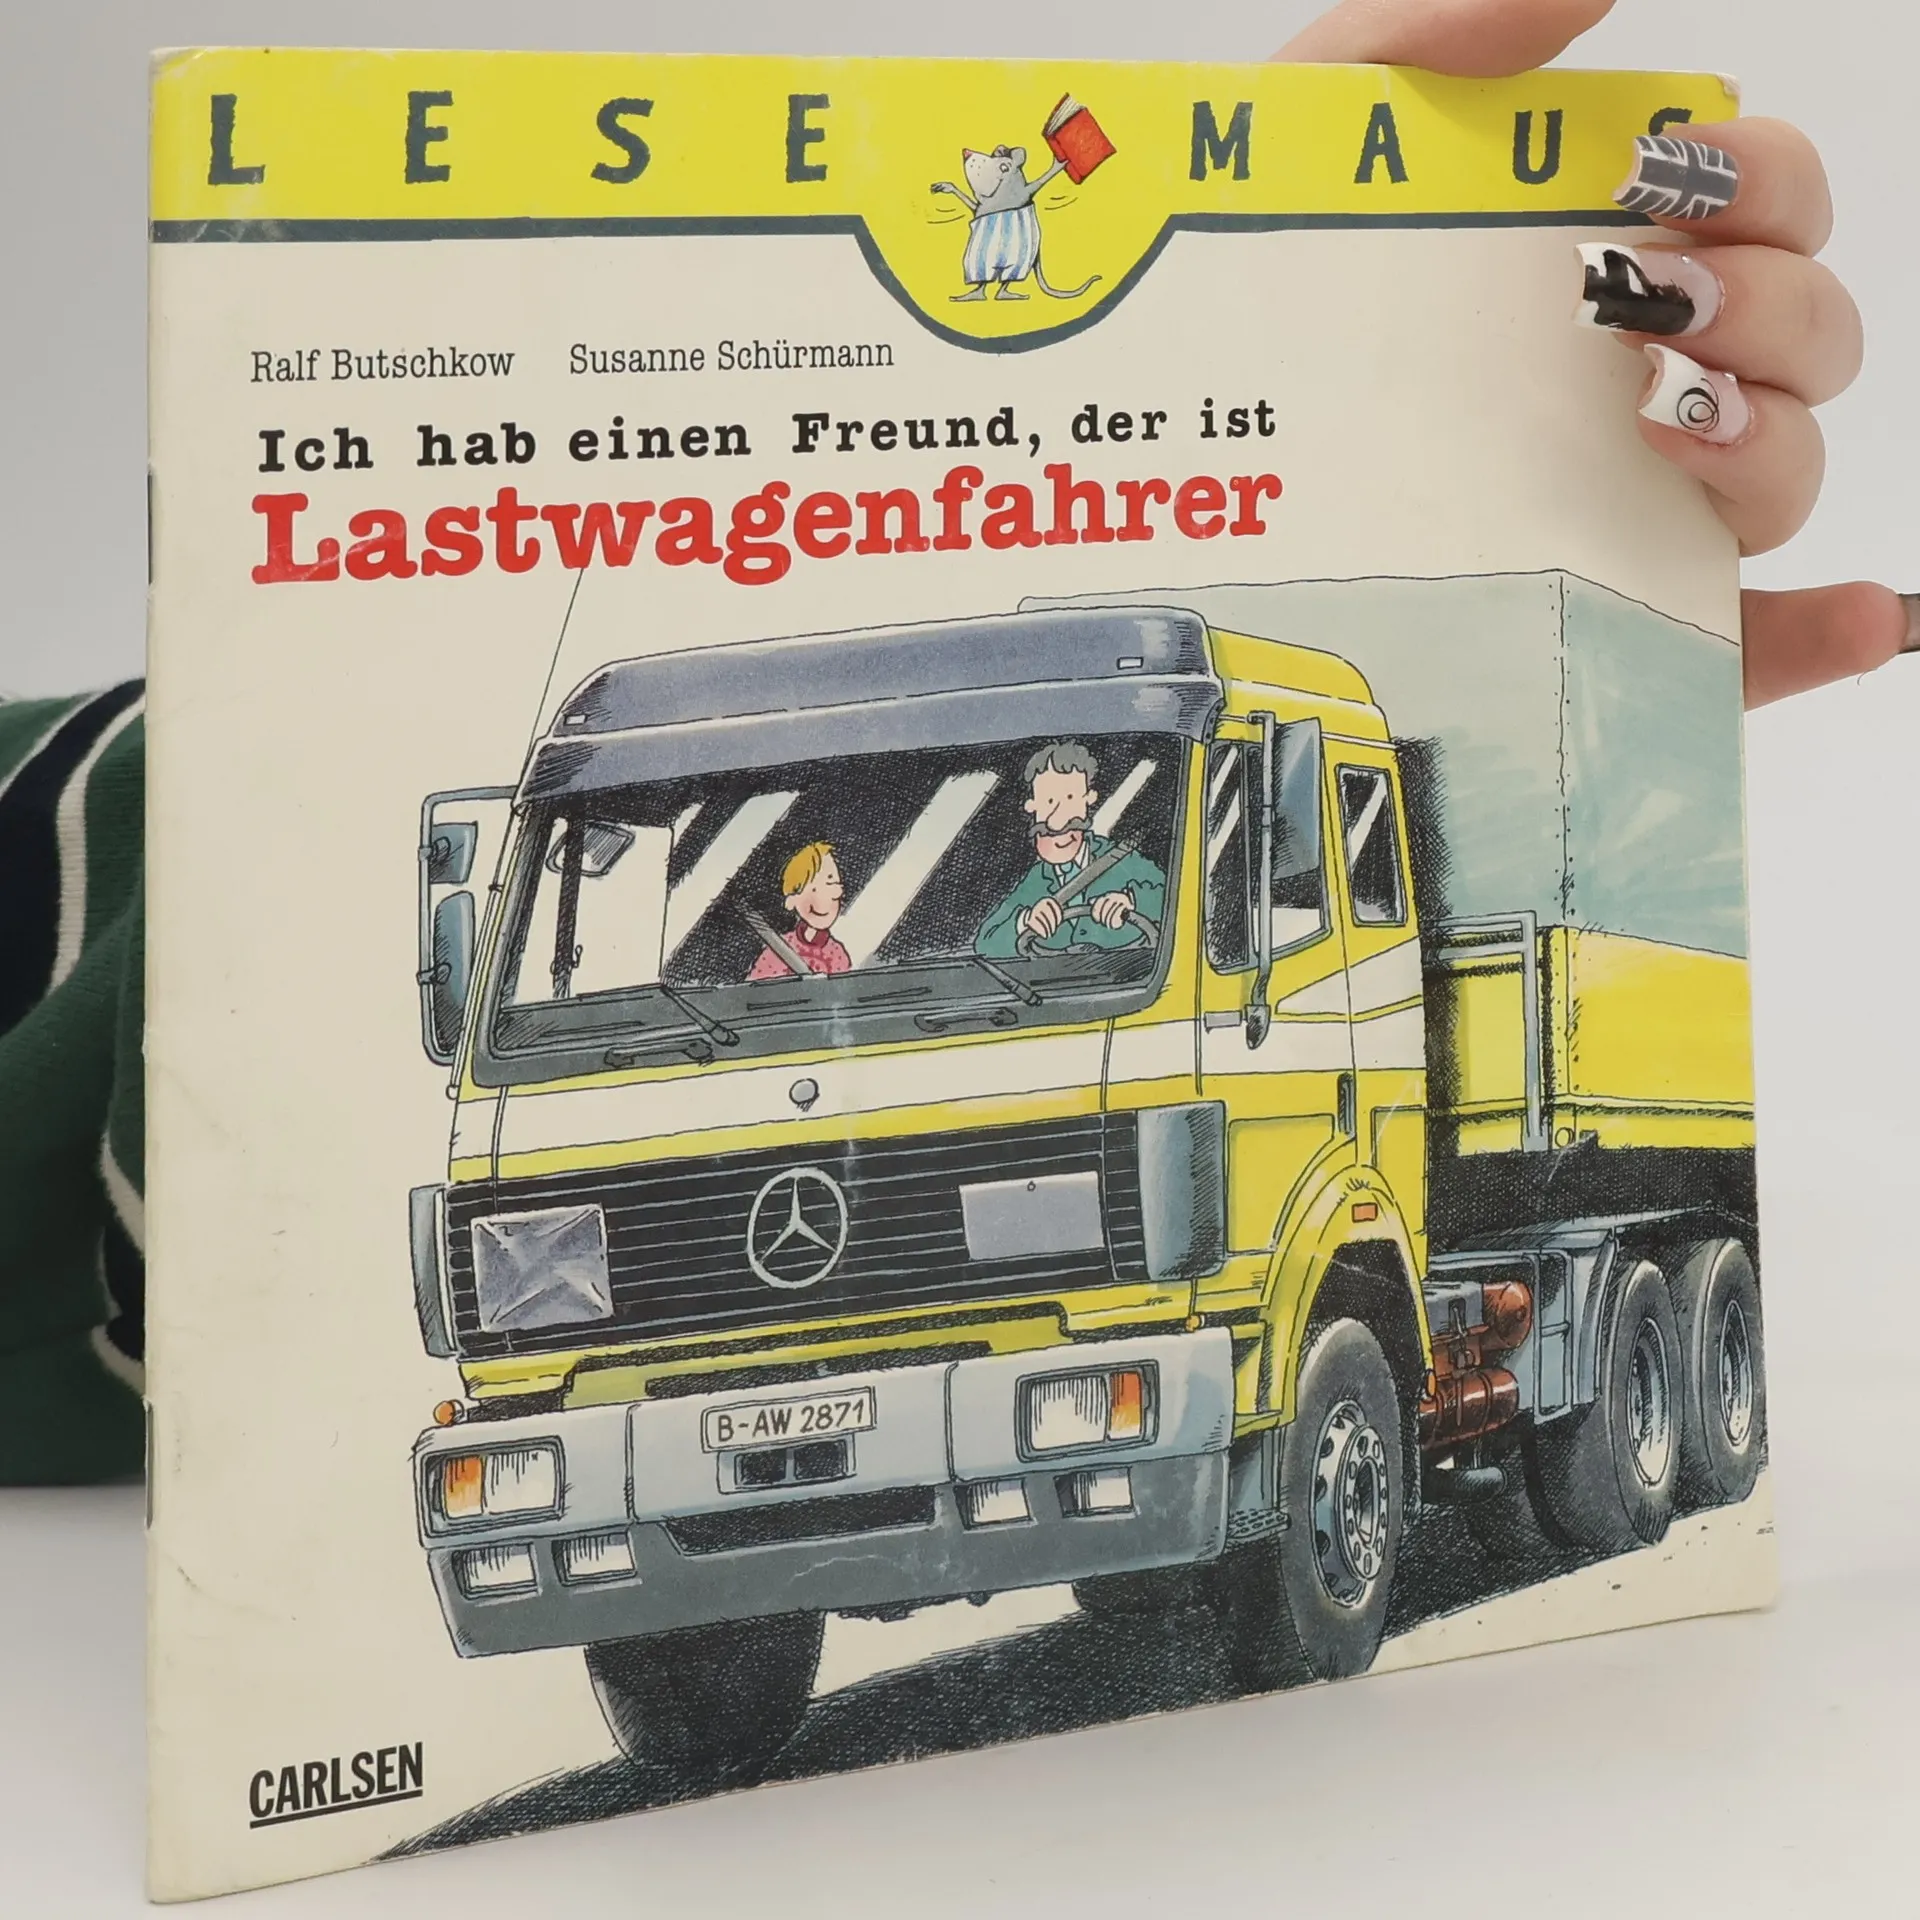 LESE MAUS
Ralf Butschkow Susanne Schürmann
Ich hab einen Freund, der ist
Lastwagenfahrer
B-AW 2871
CARLSEN